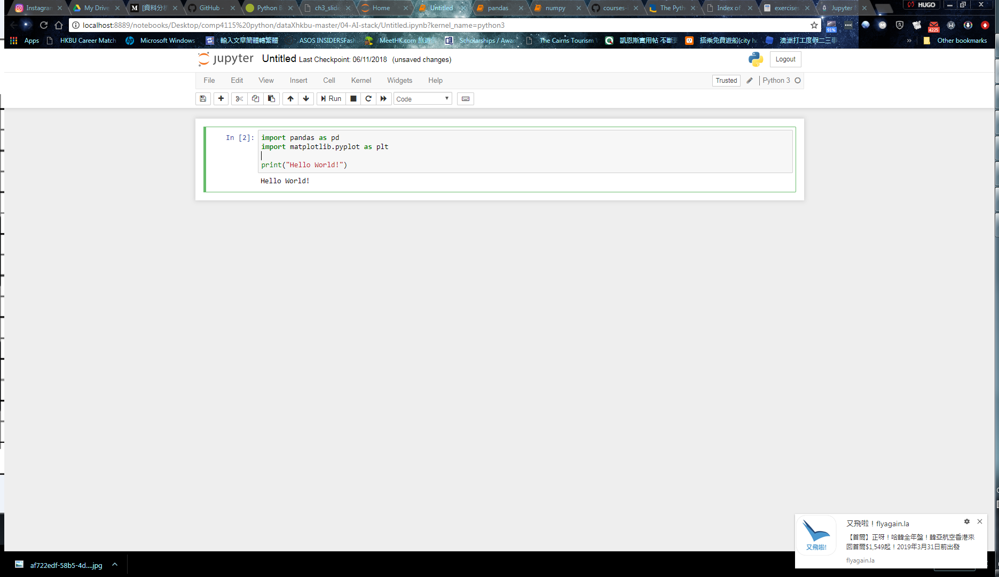 Instagram
My Drive
[資料分析
GitHub -
Python B
ch3_slide
Home
Untitled
pandas
numpy
courses-
The Pyth
Index of
exercises
Jupyter
HUGO
localhost:8889/notebooks/Desktop/comp4115%20python/dataXhkbu-master/04-AI-stack/Untitled.ipynb?kernel_name=python3
91%
4225
Apps
HKBU Career Match
Microsoft Windows
輸入文章簡體轉繁體
ASOS INSIDERSFash
MeetHK.com 旅遊
Scholarships / Awar
The Cairns Tourism
凱恩斯實用帖 不斷更
搭乘免費遊船(city
澳洲打工度假二三事
»
Other bookmarks
jupyter Untitled Last Checkpoint: 06/11/2018 (unsaved changes)
Logout
File Edit View Insert Cell Kernel Widgets Help
Trusted
Python 3
Run
Code
In [2]:
import pandas as pd
import matplotlib.pyplot as plt
print("Hello World!")
Hello World!
又飛啦!
又飛啦！flyagain.la
【首爾】正呀！哈韓全年盤！韓亞航空香港來
回首爾$1,549起！2019年3月31日前出發
flyagain.la
af722edf-58b5-4d....jpg